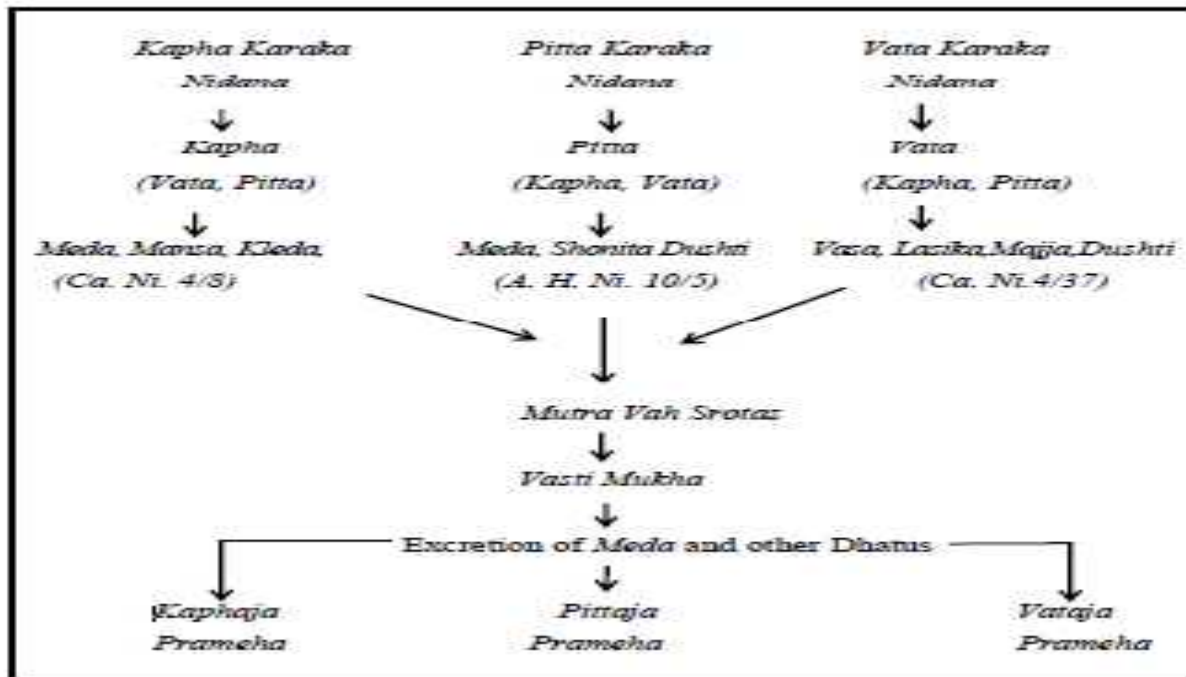 Kapha Karaka
Nidana
Pitta Karaka
Nidana
Vata Karaka
Nidana
Kapha
(Vata, Pitta)
Pitta
(Kapha, Vata)
Vata
(Kapha, Pitta)
Meda, Mansa, Kleda,
(Ca. Ni. 4/8)
Meda, Shonita Dushti
(A. H. Ni. 10/5)
Vasa, Lasika,Majja,Dushti
(Ca. Ni.4/37)
Mutra Vah Srotas
Vasti Mukha
Excretion of Meda and other Dhatus
Kaphaja
Prameha
Pittaja
Prameha
Vataja
Prameha